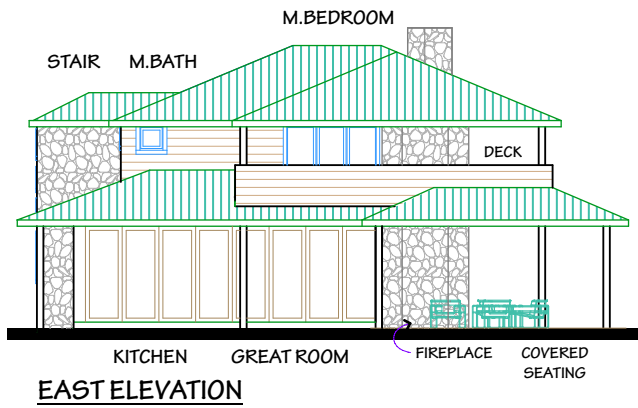 M.BEDROOM
STAIR M.BATH
DECK
KITCHEN GREAT ROOM
FIREPLACE
COVERED
SEATING
EAST ELEVATION